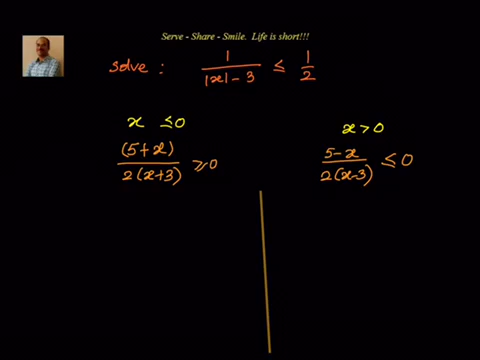 Serve - Share - Smile. Life is short!!!
solve : 1/(|x| - 3) ≤ 1/2
x ≤ 0
(5+x)/(2(x+3)) ≥ 0
x > 0
(5-x)/(2(x-3)) ≤ 0